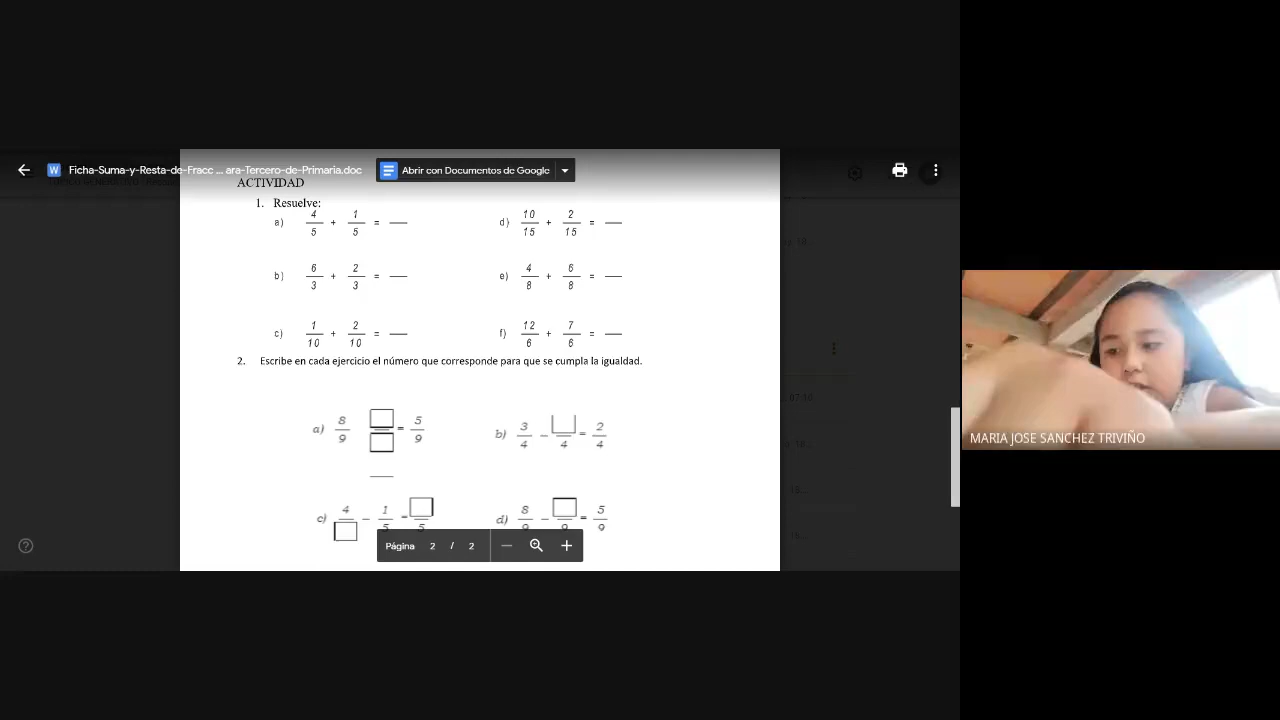 Ficha-Suma-y-Resta-de-Fracc ... ara-Tercero-de-Primaria.doc
Abrir con Documentos de Google
ACTIVIDAD
1. Resuelve:
a) 4/5 + 1/5 = —
d) 10/15 + 2/15 = —
b) 6/3 + 2/3 = —
e) 4/8 + 6/8 = —
c) 1/10 + 2/10 = —
f) 12/6 + 7/6 = —
2. Escribe en cada ejercicio el número que corresponde para que se cumpla la igualdad.
a) 8/9 □/□ = 5/9
b) 3/4 − □/4 = 2/4
c) 4/□ − 1/5 = □/5
d) 8/9 − □/9 = 5/9
Página 2 / 2
MARIA JOSE SANCHEZ TRIVIÑO